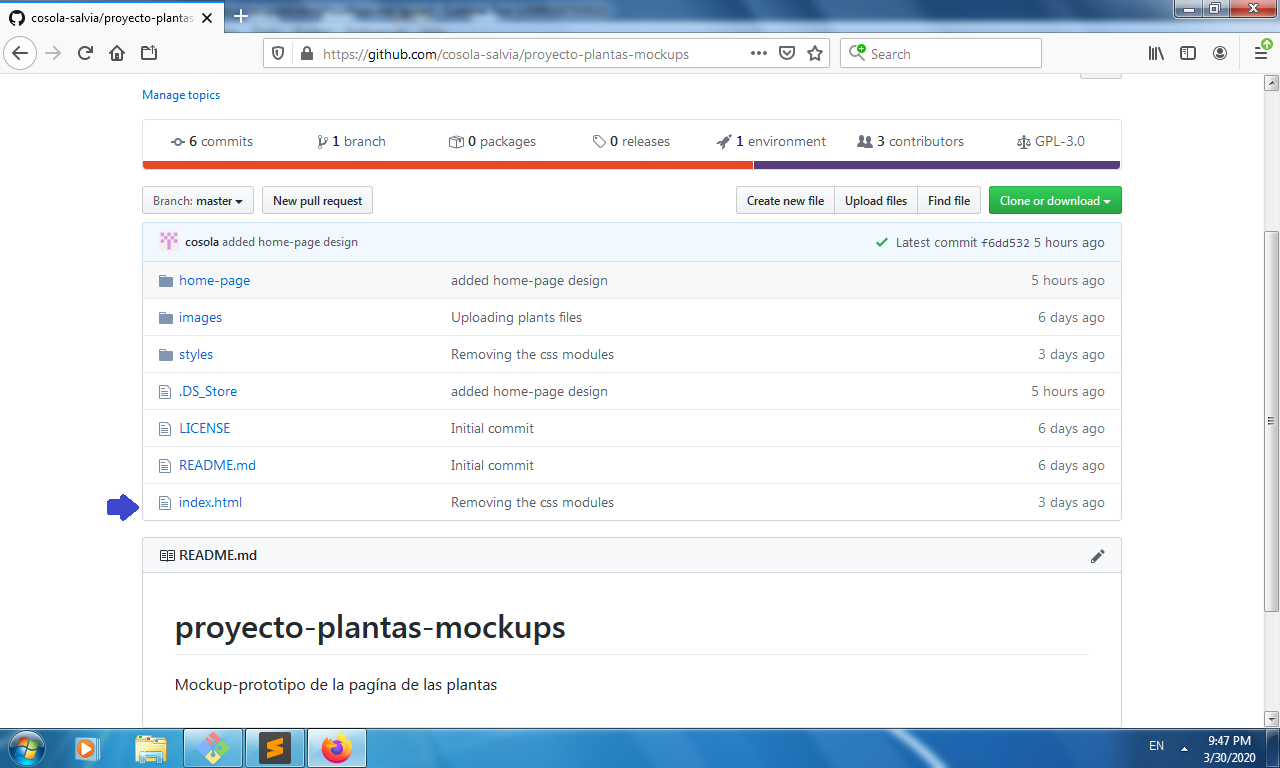 cosola-salvia/proyecto-plantas
https://github.com/cosola-salvia/proyecto-plantas-mockups
Search
Manage topics
6 commits 1 branch 0 packages 0 releases 1 environment 3 contributors GPL-3.0
Branch: master New pull request Create new file Upload files Find file Clone or download
cosola added home-page design Latest commit f6dd532 5 hours ago
home-page added home-page design 5 hours ago
images Uploading plants files 6 days ago
styles Removing the css modules 3 days ago
.DS_Store added home-page design 5 hours ago
LICENSE Initial commit 6 days ago
README.md Initial commit 6 days ago
index.html Removing the css modules 3 days ago
README.md
proyecto-plantas-mockups
Mockup-prototipo de la pagína de las plantas
EN
9:47 PM
3/30/2020